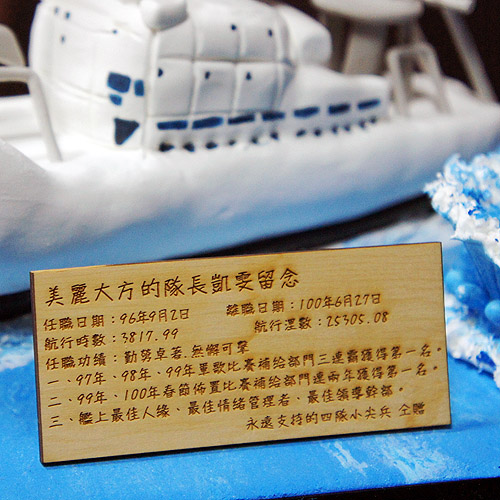 美麗大方的隊長凱雯留念
任職日期：96年9月2日 離職日期：100年6月27日
航行時數：3817.99 航行浬數：25305.08
任職功績：勤勞卓著.無懈可擊
一、97年、98年、99年軍歌比賽補給部門三連霸獲得第一名。
二、99年、100年春節佈置比賽補給部門連兩年獲得第一名。
三、艦上最佳人緣、最佳情緒管理者、最佳領導幹部。
永遠支持的四隊小尖兵 仝贈